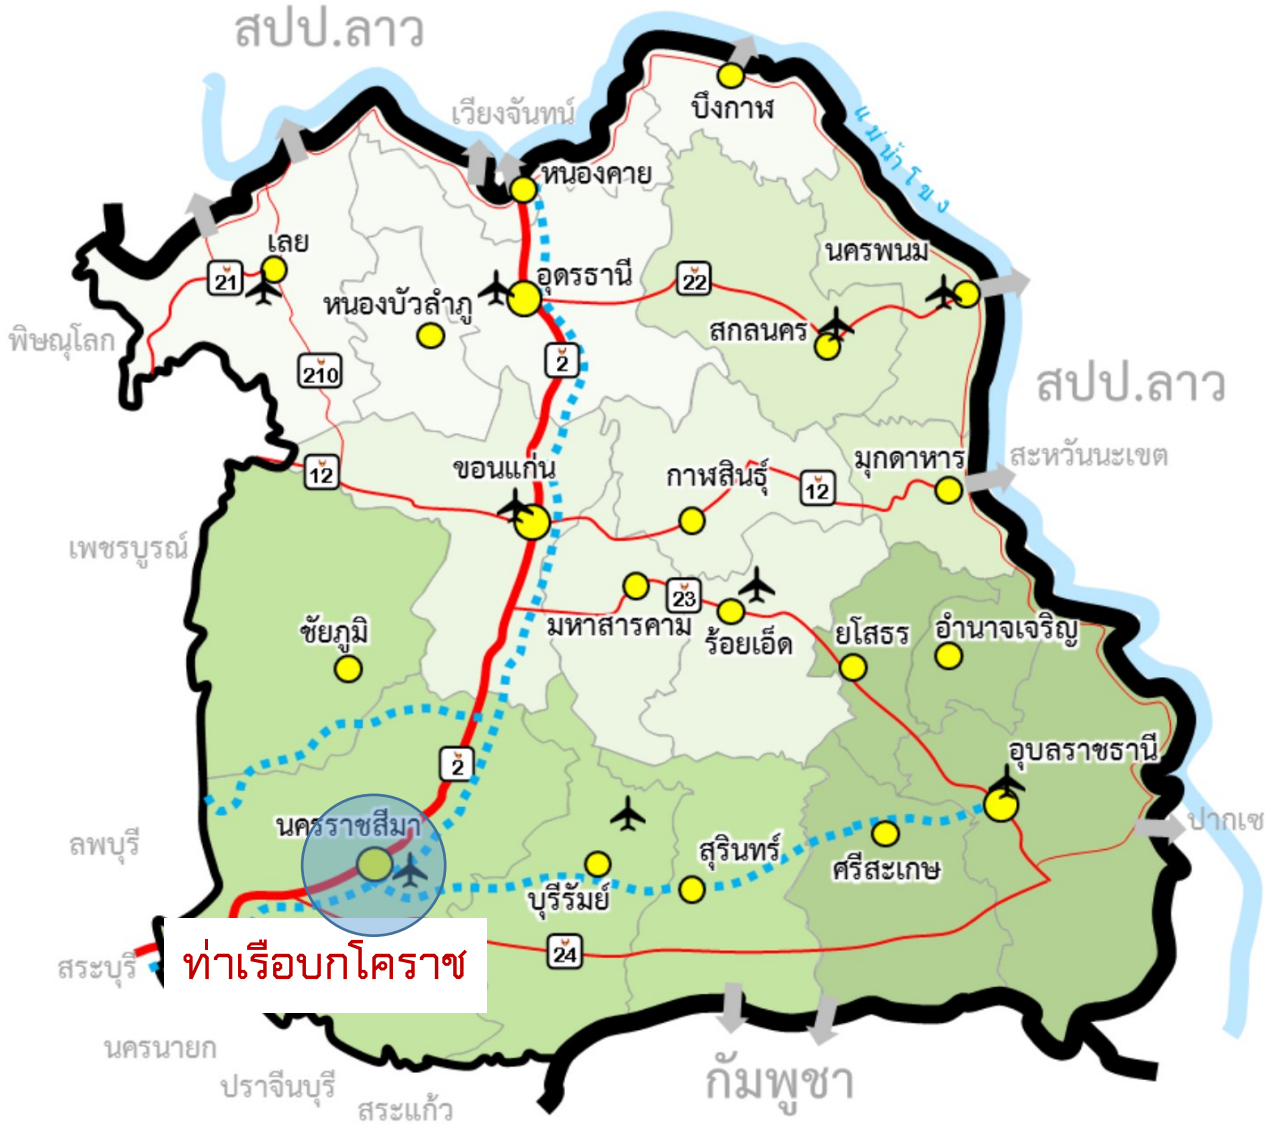 สปป.ลาว
เวียงจันทน์
บึงกาฬ
แม่น้ำโขง
หนองคาย
เลย
นครพนม
21
อุดรธานี
22
หนองบัวลำภู
สกลนคร
พิษณุโลก
2
210
สปป.ลาว
ขอนแก่น
กาฬสินธุ์
มุกดาหาร
สะหวันนะเขต
12
12
เพชรบูรณ์
23
ชัยภูมิ
มหาสารคาม
ร้อยเอ็ด
ยโสธร
อำนาจเจริญ
2
อุบลราชธานี
นครราชสีมา
ปากเซ
ลพบุรี
สุรินทร์
ศรีสะเกษ
บุรีรัมย์
24
สระบุรี
ท่าเรือบกโคราช
นครนายก
ปราจีนบุรี
สระแก้ว
กัมพูชา